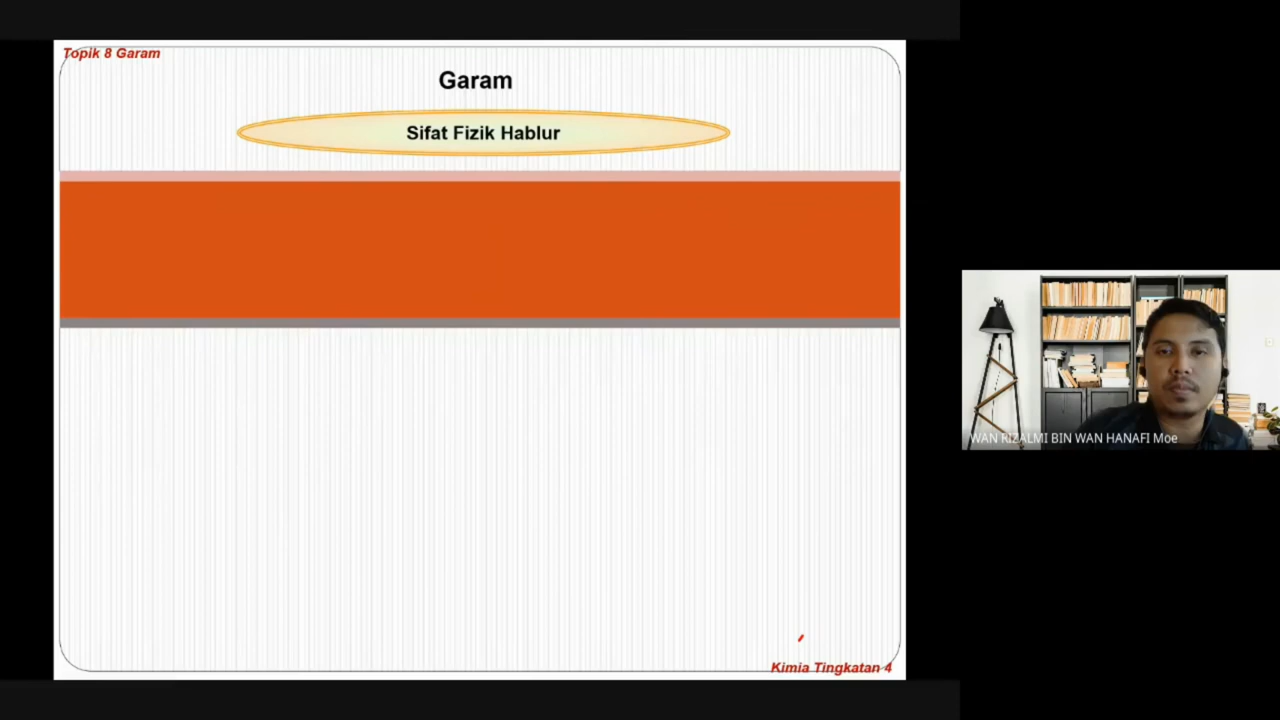 Topik 8 Garam
Garam
Sifat Fizik Hablur
WAN RIZALMI BIN WAN HANAFI Moe
Kimia Tingkatan 4